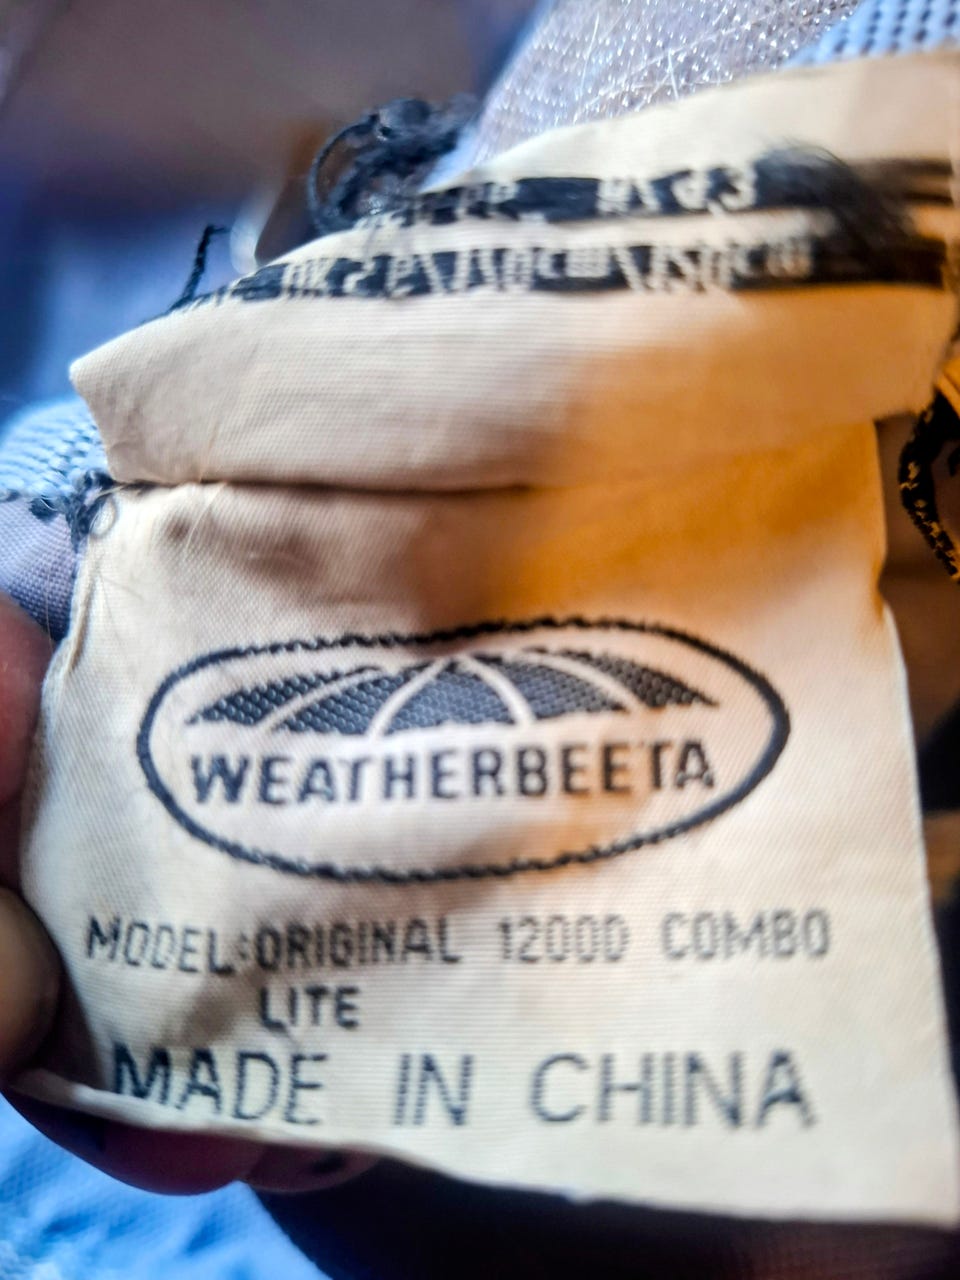 WEATHERBEETA
MODEL:ORIGINAL 1200D COMBO
LITE
MADE IN CHINA